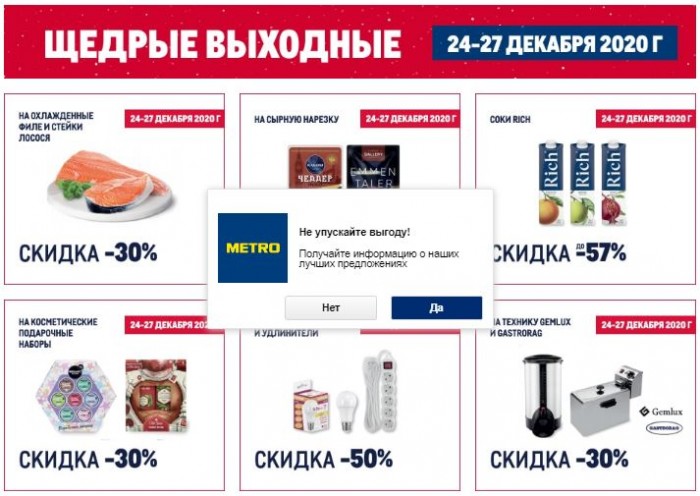 ЩЕДРЫЕ ВЫХОДНЫЕ
24-27 ДЕКАБРЯ 2020 Г
НА ОХЛАЖДЕННЫЕ
ФИЛЕ И СТЕЙКИ
ЛОСОСЯ
24-27 ДЕКАБРЯ 2020 Г
СКИДКА -30%
НА СЫРНУЮ НАРЕЗКУ
24-27 ДЕКАБРЯ 2020 Г
ЧЕДДЕР
GALLERY
EMMEN
TALER
СОКИ RICH
24-27 ДЕКАБРЯ 2020 Г
Rich
Rich
Rich
СКИДКА ДО -57%
METRO
Не упускайте выгоду!
Получайте информацию о наших
лучших предложениях
Нет
Да
НА КОСМЕТИЧЕСКИЕ
ПОДАРОЧНЫЕ
НАБОРЫ
24-27 ДЕКАБРЯ 202
СКИДКА -30%
И УДЛИНИТЕЛИ
СКИДКА -50%
НА ТЕХНИКУ GEMLUX
И GASTRORAG
24-27 ДЕКАБРЯ 2020 Г
Gemlux
GASTRORAG
СКИДКА -30%